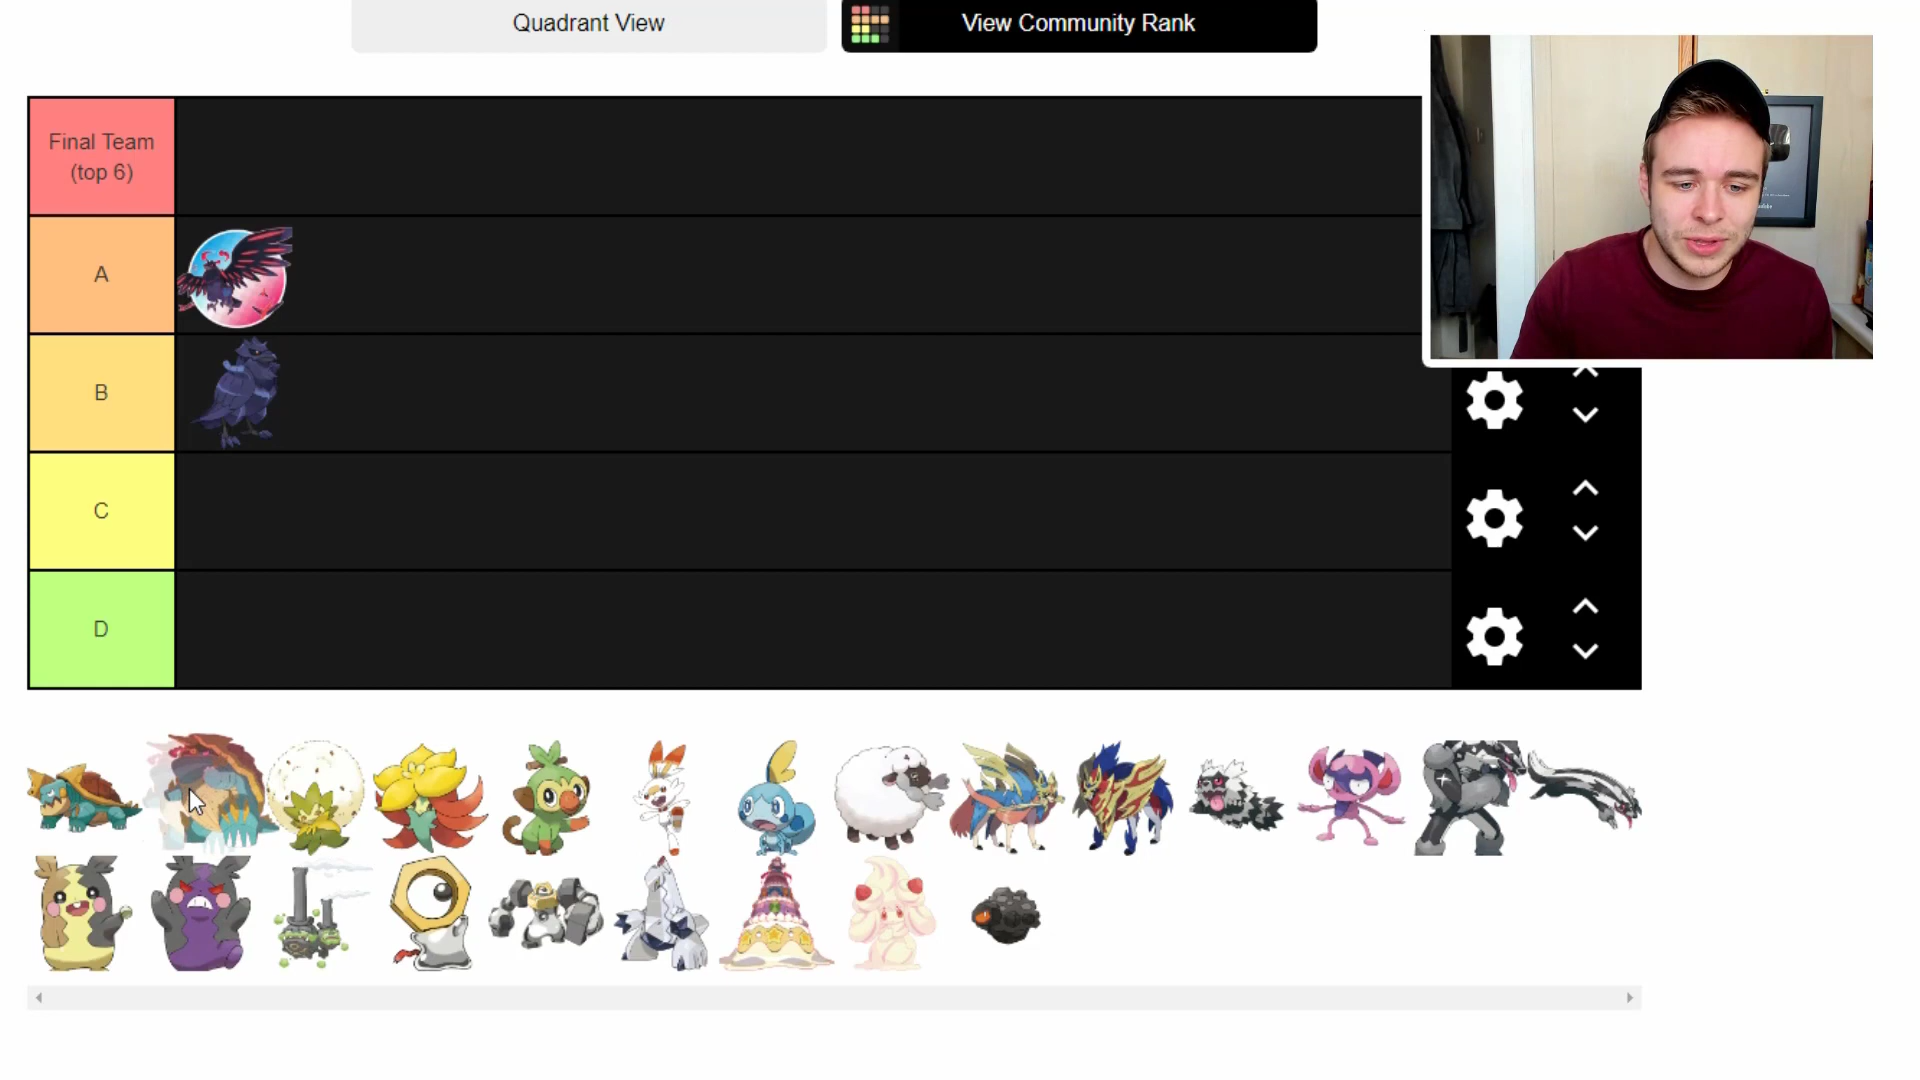 Quadrant View
View Community Rank
Final Team
(top 6)
A
B
C
D